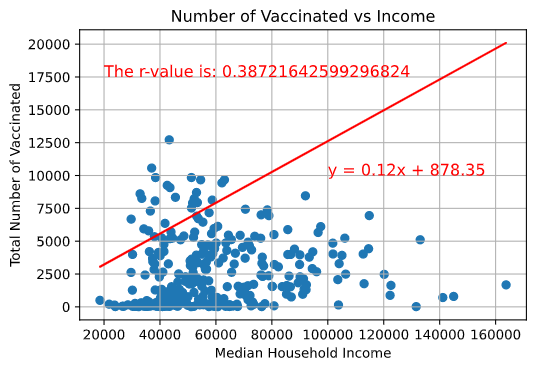 Number of Vaccinated vs Income
Total Number of Vaccinated
20000
17500
15000
12500
10000
7500
5000
2500
0
The r-value is: 0.38721642599296824
y = 0.12x + 878.35
20000 40000 60000 80000 100000 120000 140000 160000
Median Household Income